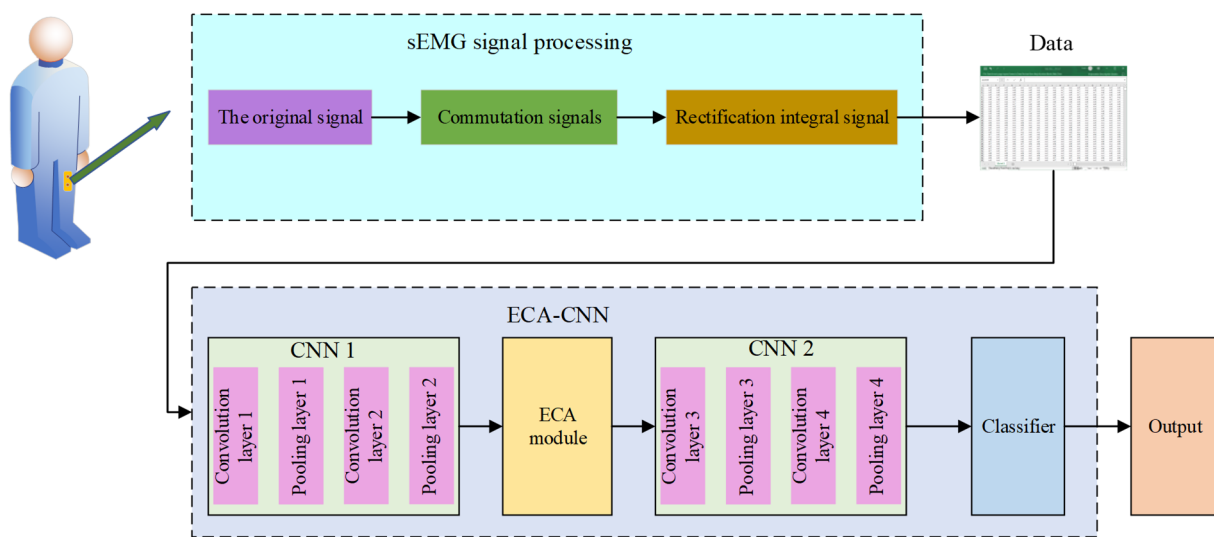 sEMG signal processing
Data
The original signal
Commutation signals
Rectification integral signal
ECA-CNN
CNN 1
Convolution
layer 1
Pooling layer 1
Convolution
layer 2
Pooling layer 2
ECA
module
CNN 2
Convolution
layer 3
Pooling layer 3
Convolution
layer 4
Pooling layer 4
Classifier
Output